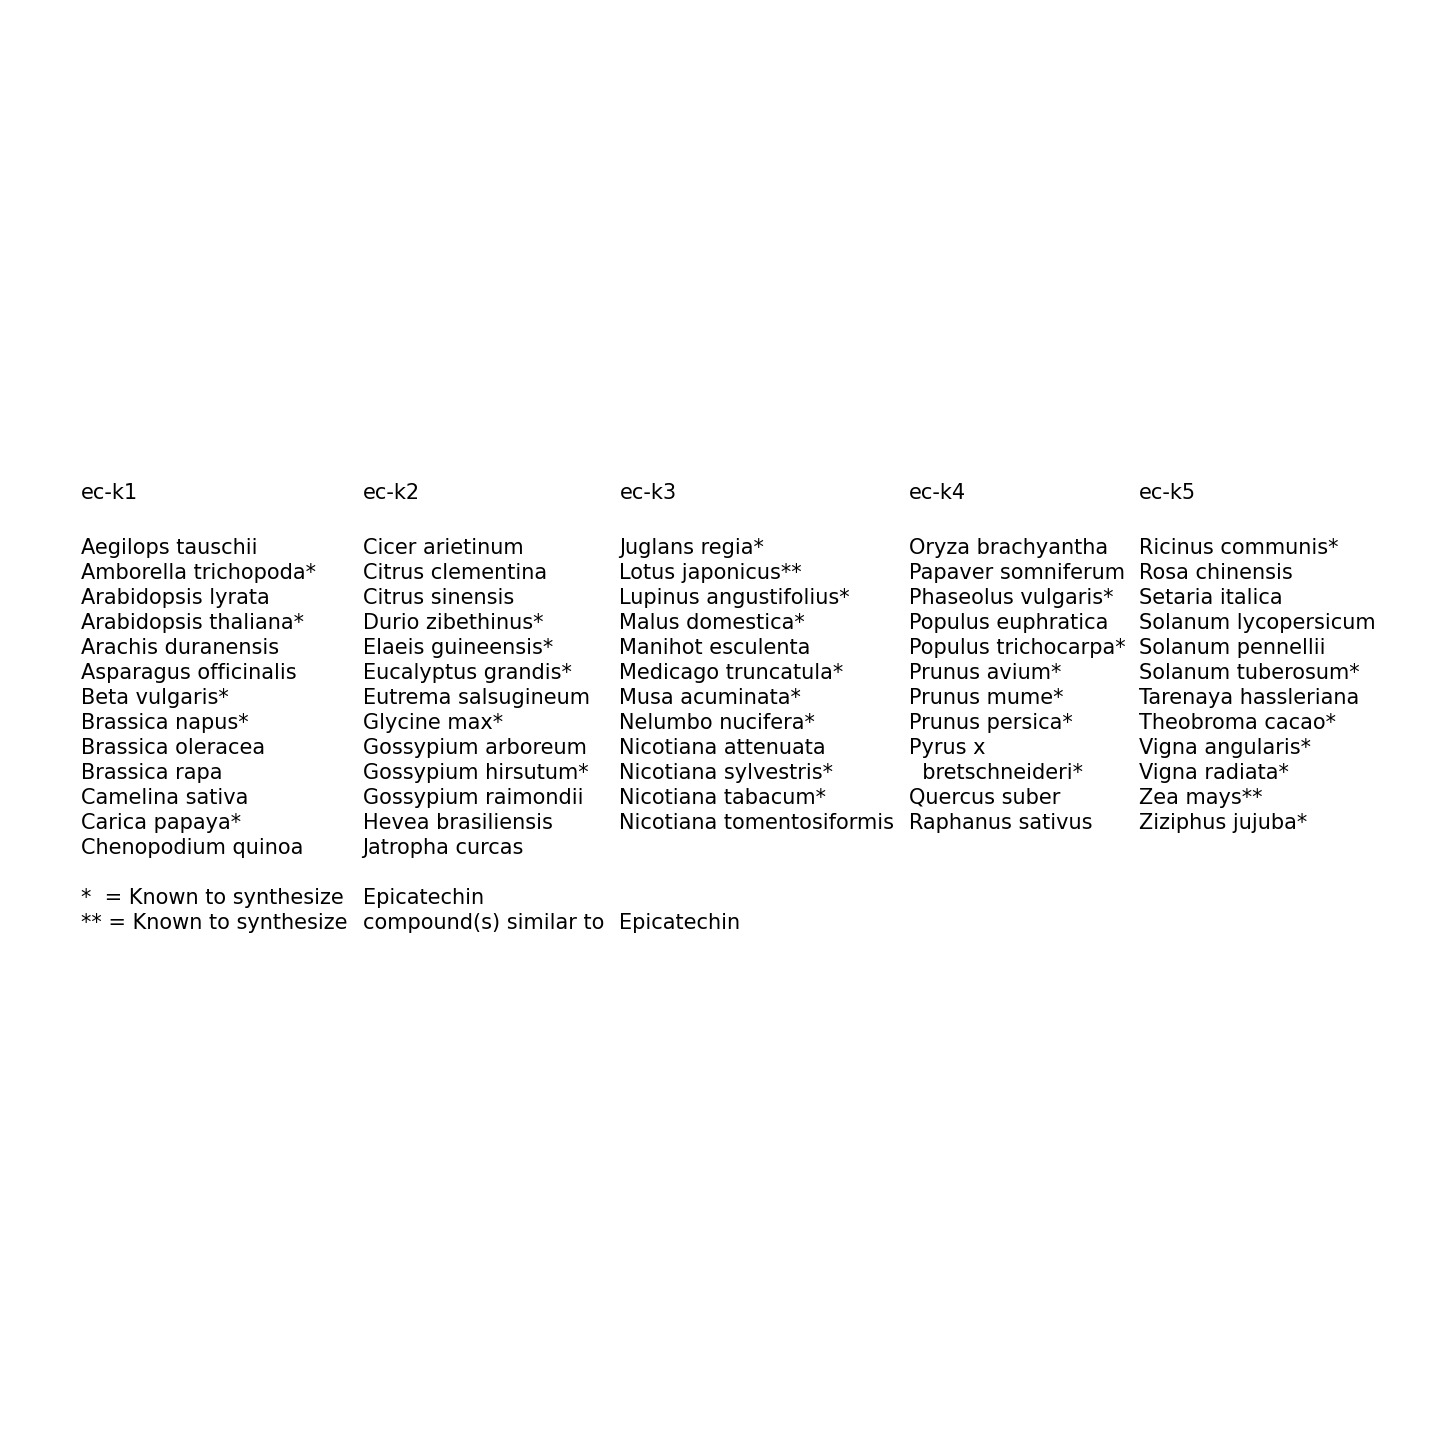 ec-k1 ec-k2 ec-k3 ec-k4 ec-k5
Aegilops tauschii Cicer arietinum Juglans regia* Oryza brachyantha Ricinus communis*
Amborella trichopoda* Citrus clementina Lotus japonicus** Papaver somniferum Rosa chinensis
Arabidopsis lyrata Citrus sinensis Lupinus angustifolius* Phaseolus vulgaris* Setaria italica
Arabidopsis thaliana* Durio zibethinus* Malus domestica* Populus euphratica Solanum lycopersicum
Arachis duranensis Elaeis guineensis* Manihot esculenta Populus trichocarpa* Solanum pennellii
Asparagus officinalis Eucalyptus grandis* Medicago truncatula* Prunus avium* Solanum tuberosum*
Beta vulgaris* Eutrema salsugineum Musa acuminata* Prunus mume* Tarenaya hassleriana
Brassica napus* Glycine max* Nelumbo nucifera* Prunus persica* Theobroma cacao*
Brassica oleracea Gossypium arboreum Nicotiana attenuata Pyrus x Vigna angularis*
Brassica rapa Gossypium hirsutum* Nicotiana sylvestris* bretschneideri* Vigna radiata*
Camelina sativa Gossypium raimondii Nicotiana tabacum* Quercus suber Zea mays**
Carica papaya* Hevea brasiliensis Nicotiana tomentosiformis Raphanus sativus Ziziphus jujuba*
Chenopodium quinoa Jatropha curcas
* = Known to synthesize Epicatechin
** = Known to synthesize compound(s) similar to Epicatechin